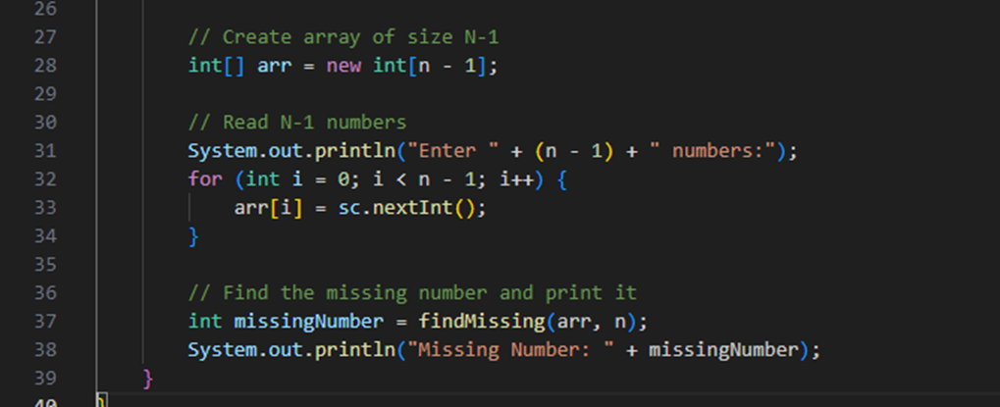 26
27 // Create array of size N-1
28 int[] arr = new int[n - 1];
29
30 // Read N-1 numbers
31 System.out.println("Enter " + (n - 1) + " numbers:");
32 for (int i = 0; i < n - 1; i++) {
33 arr[i] = sc.nextInt();
34 }
35
36 // Find the missing number and print it
37 int missingNumber = findMissing(arr, n);
38 System.out.println("Missing Number: " + missingNumber);
39 }
40 }